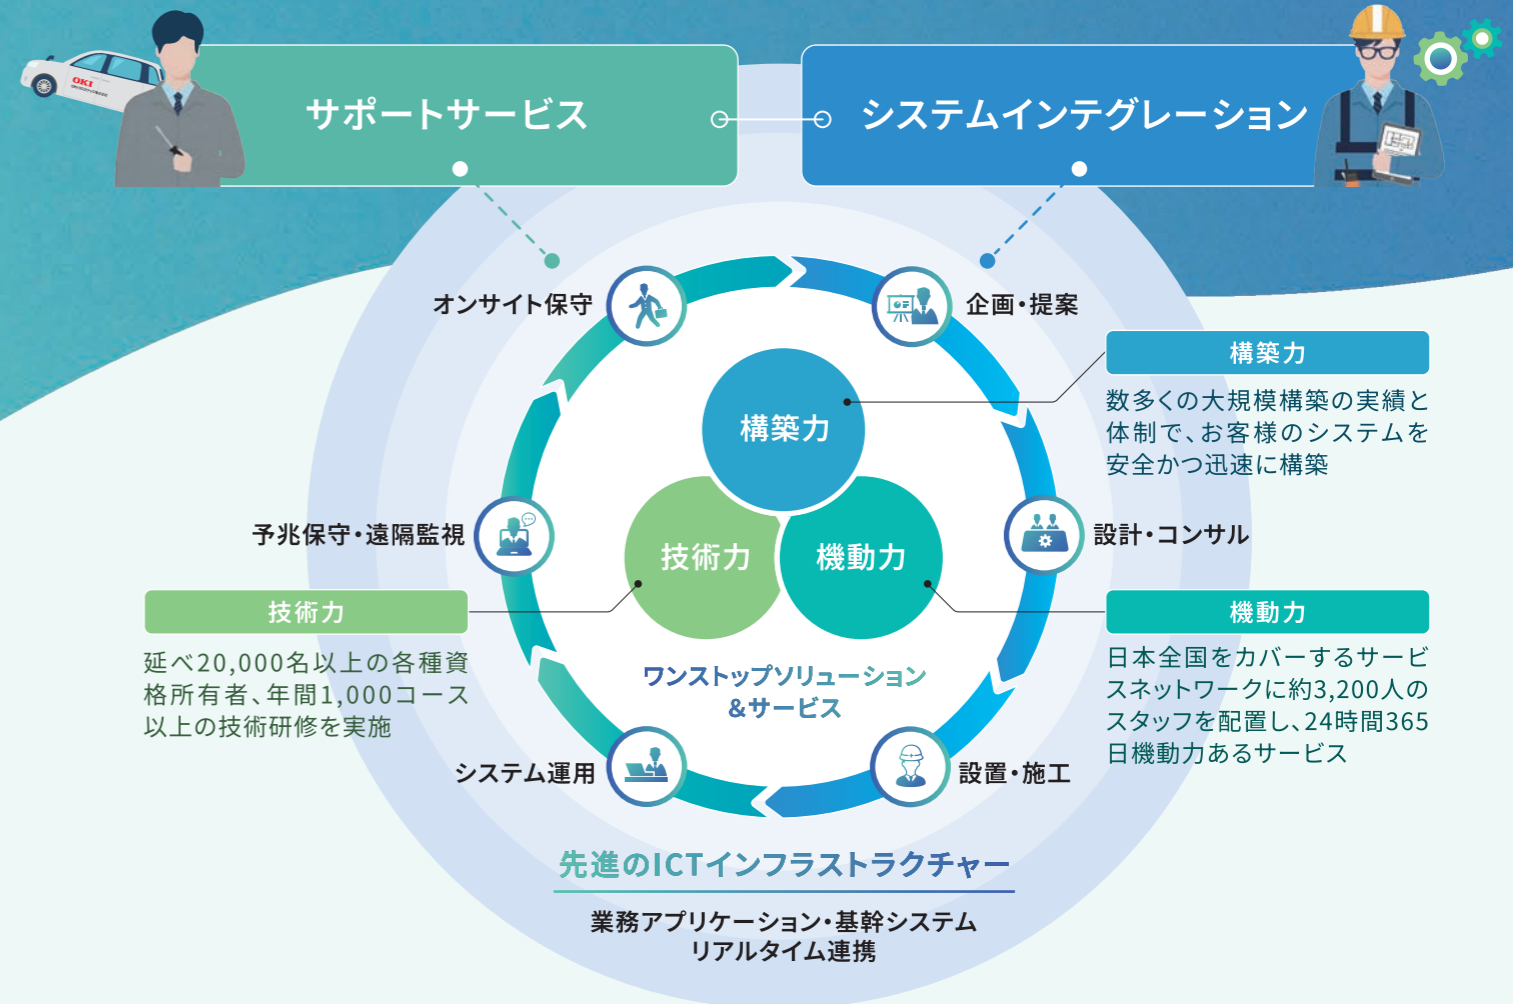 OKI
サポートサービス
システムインテグレーション
オンサイト保守
企画・提案
構築力
数多くの大規模構築の実績と
体制で、お客様のシステムを
安全かつ迅速に構築
構築力
技術力
機動力
予兆保守・遠隔監視
設計・コンサル
技術力
延べ20,000名以上の各種資
格所有者、年間1,000コース
以上の技術研修を実施
機動力
日本全国をカバーするサービ
スネットワークに約3,200人の
スタッフを配置し、24時間365
日機動力あるサービス
ワンストップソリューション
&サービス
システム運用
設置・施工
先進のICTインフラストラクチャー
業務アプリケーション・基幹システム
リアルタイム連携